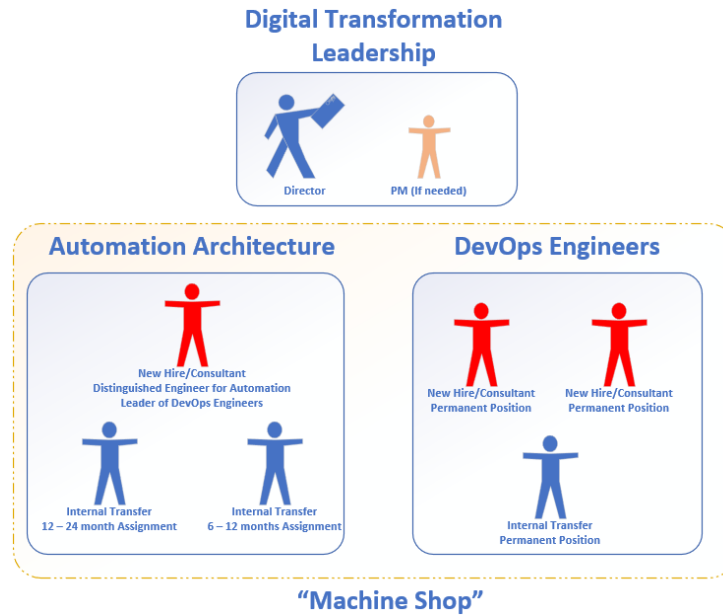 Digital Transformation
Leadership
Director
PM (If needed)
Automation Architecture
New Hire/Consultant
Distinguished Engineer for Automation
Leader of DevOps Engineers
Internal Transfer
12 – 24 month Assignment
Internal Transfer
6 – 12 months Assignment
DevOps Engineers
New Hire/Consultant
Permanent Position
New Hire/Consultant
Permanent Position
Internal Transfer
Permanent Position
“Machine Shop”